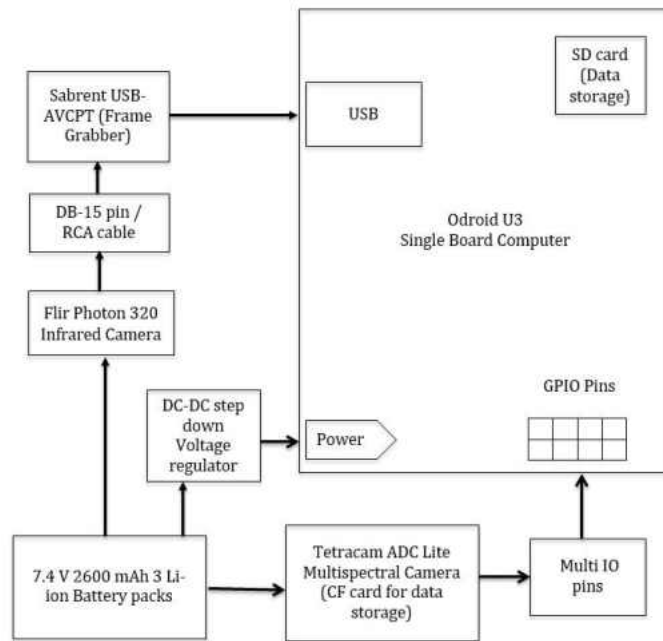 SD card
(Data
storage)
Sabrent USB-
AVCPT (Frame
Grabber)
USB
DB-15 pin /
RCA cable
Odroid U3
Single Board Computer
Flir Photon 320
Infrared Camera
GPIO Pins
DC-DC step
down
Voltage
regulator
Power
7.4 V 2600 mAh 3 Li-
ion Battery packs
Tetracam ADC Lite
Multispectral Camera
(CF card for data
storage)
Multi IO
pins